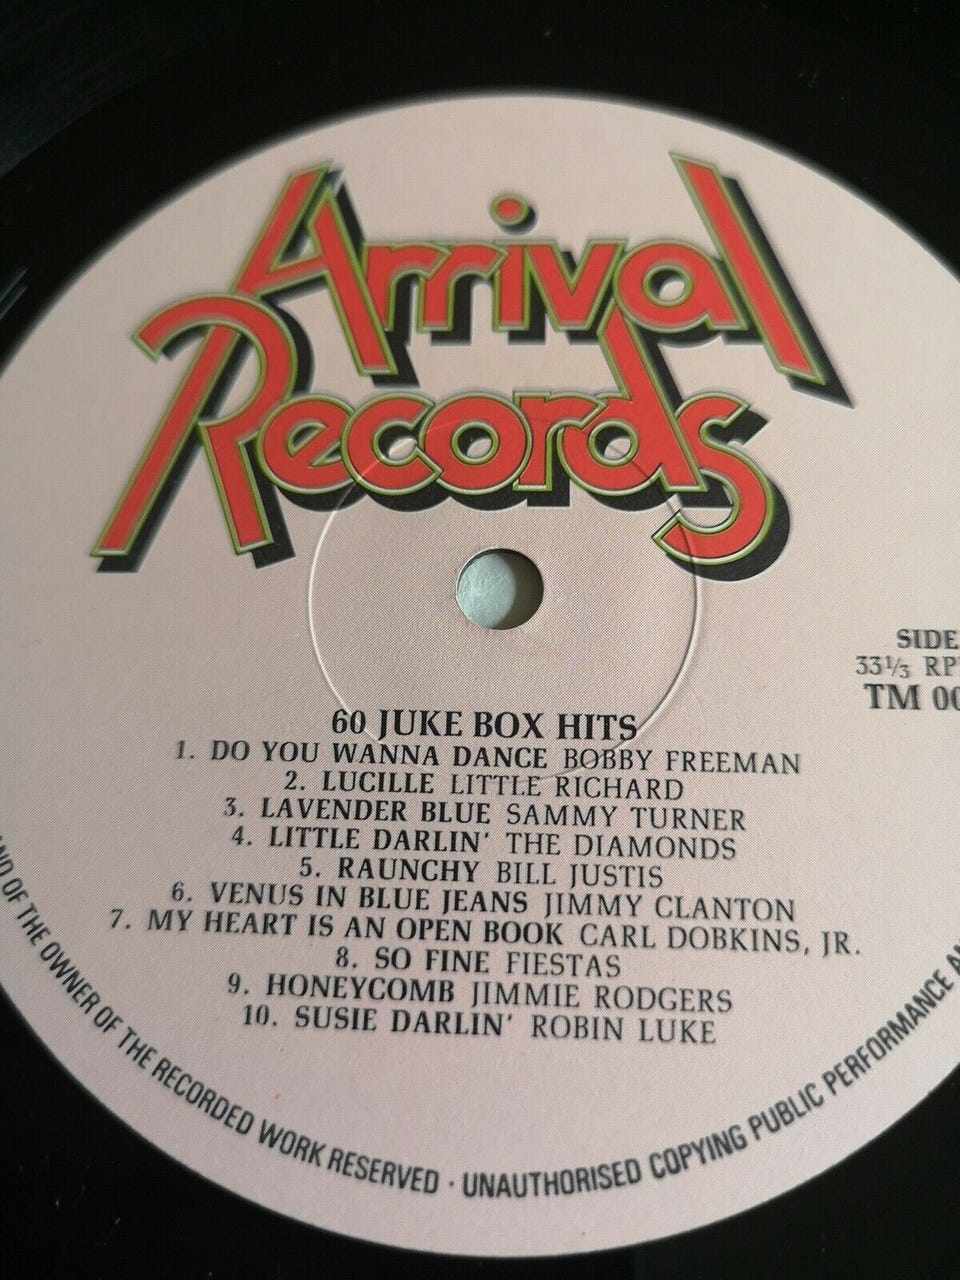 Arrival
Records
SIDE
33⅓ RP
TM 00
60 JUKE BOX HITS
1. DO YOU WANNA DANCE BOBBY FREEMAN
2. LUCILLE LITTLE RICHARD
3. LAVENDER BLUE SAMMY TURNER
4. LITTLE DARLIN' THE DIAMONDS
5. RAUNCHY BILL JUSTIS
6. VENUS IN BLUE JEANS JIMMY CLANTON
7. MY HEART IS AN OPEN BOOK CARL DOBKINS, JR.
8. SO FINE FIESTAS
9. HONEYCOMB JIMMIE RODGERS
10. SUSIE DARLIN' ROBIN LUKE
AND OF THE OWNER OF THE RECORDED WORK RESERVED · UNAUTHORISED COPYING PUBLIC PERFORMANCE